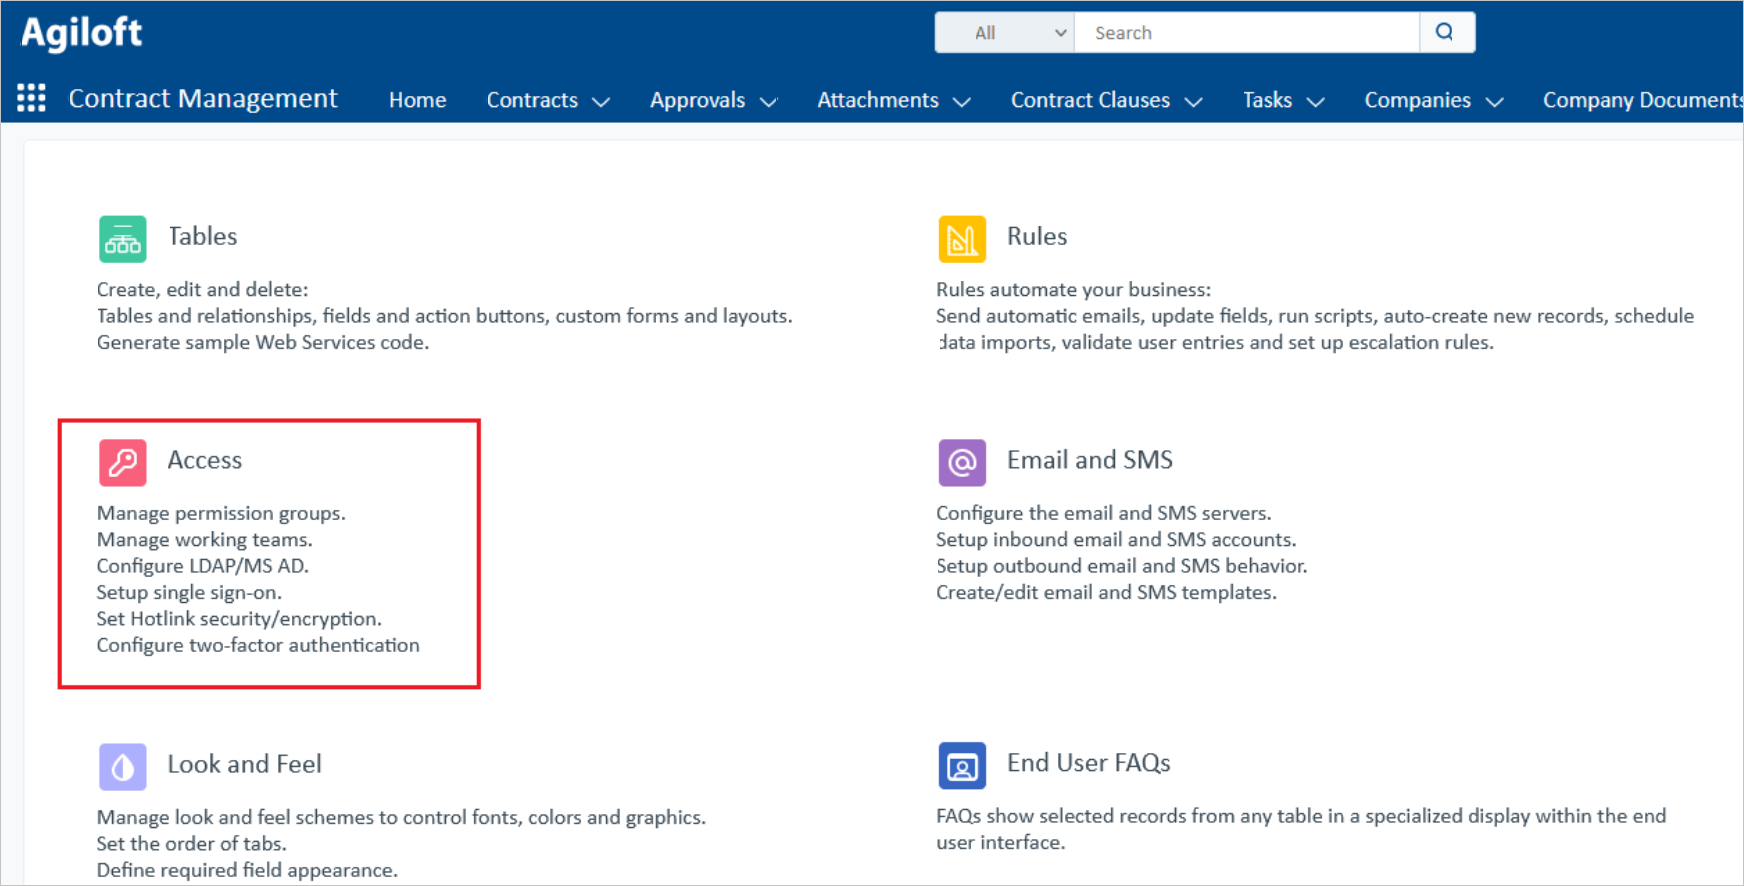 Agiloft
All
Search
Contract Management
Home
Contracts
Approvals
Attachments
Contract Clauses
Tasks
Companies
Company Documents
Tables
Create, edit and delete:
Tables and relationships, fields and action buttons, custom forms and layouts.
Generate sample Web Services code.
Rules
Rules automate your business:
Send automatic emails, update fields, run scripts, auto-create new records, schedule
data imports, validate user entries and set up escalation rules.
Access
Manage permission groups.
Manage working teams.
Configure LDAP/MS AD.
Setup single sign-on.
Set Hotlink security/encryption.
Configure two-factor authentication
Email and SMS
Configure the email and SMS servers.
Setup inbound email and SMS accounts.
Setup outbound email and SMS behavior.
Create/edit email and SMS templates.
Look and Feel
Manage look and feel schemes to control fonts, colors and graphics.
Set the order of tabs.
Define required field appearance.
End User FAQs
FAQs show selected records from any table in a specialized display within the end
user interface.